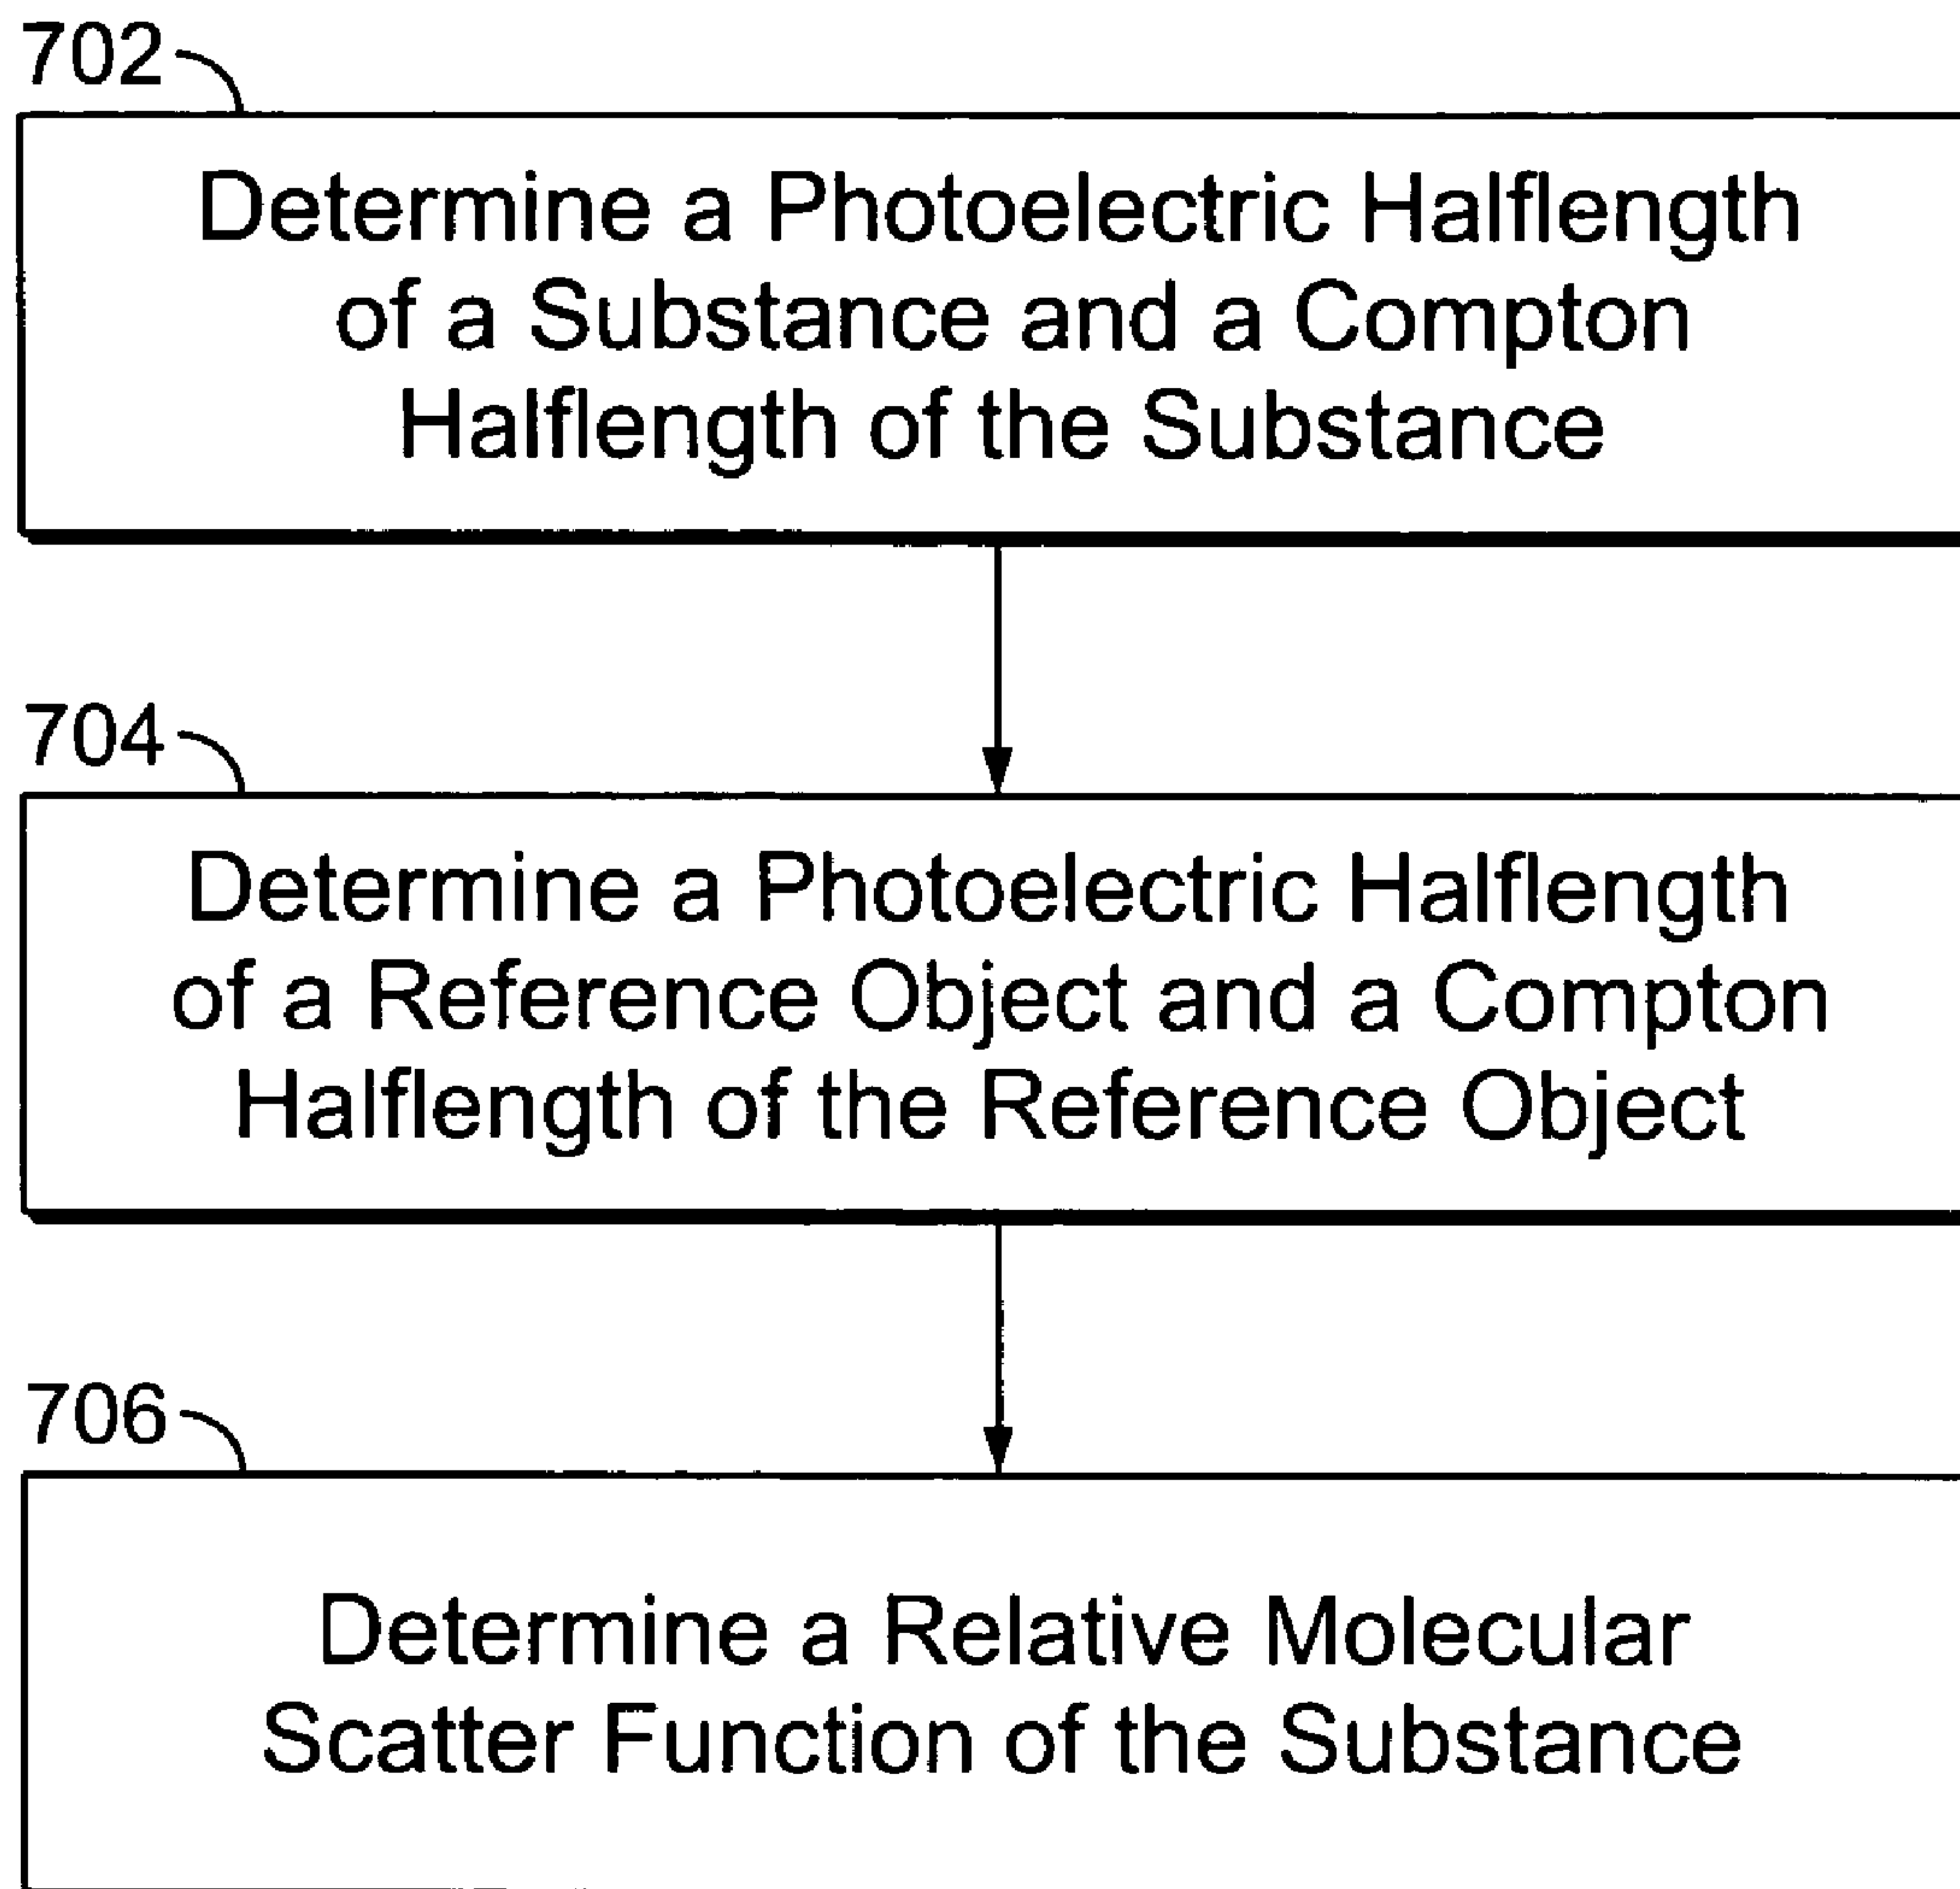 702
Determine a Photoelectric Halflength
of a Substance and a Compton
Halflength of the Substance
704
Determine a Photoelectric Halflength
of a Reference Object and a Compton
Halflength of the Reference Object
706
Determine a Relative Molecular
Scatter Function of the Substance